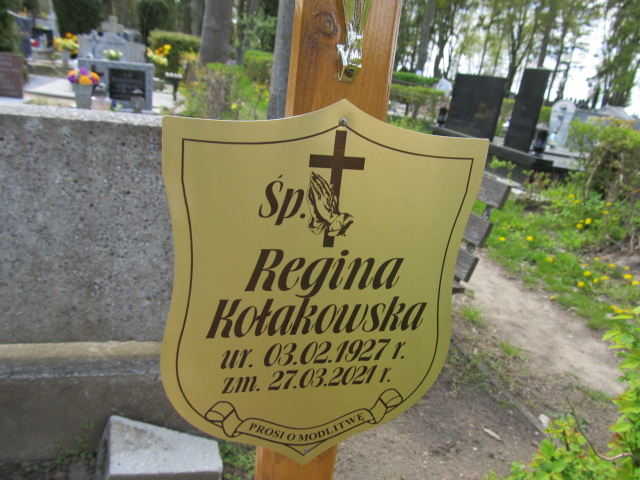 Śp.
Regina
Kołakowska
ur. 03.02.1927 r.
zm. 27.03.2021 r.
PROSI O MODLITWĘ